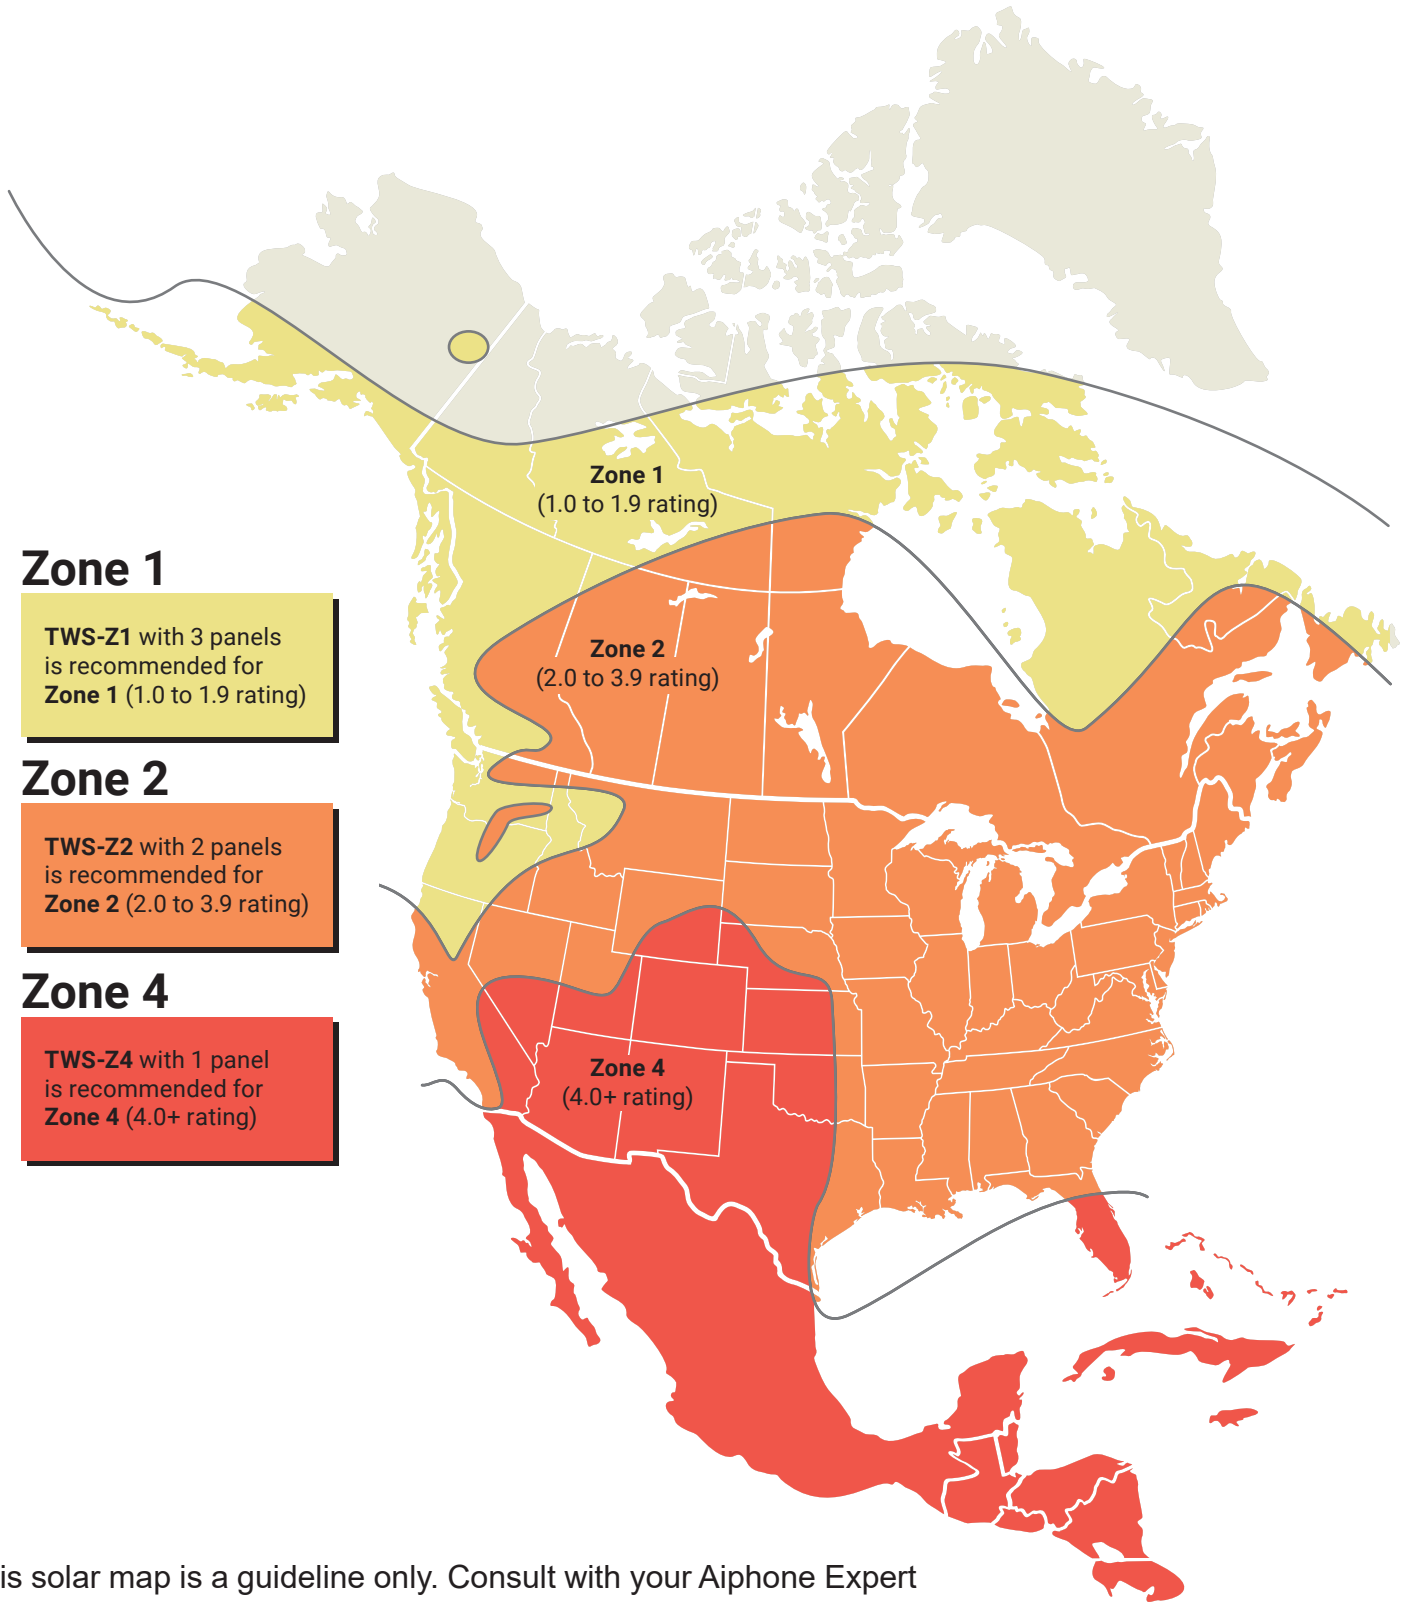 Zone 1
(1.0 to 1.9 rating)
Zone 1
TWS-Z1 with 3 panels
is recommended for
Zone 1 (1.0 to 1.9 rating)
Zone 2
(2.0 to 3.9 rating)
Zone 2
TWS-Z2 with 2 panels
is recommended for
Zone 2 (2.0 to 3.9 rating)
Zone 4
TWS-Z4 with 1 panel
is recommended for
Zone 4 (4.0+ rating)
Zone 4
(4.0+ rating)
is solar map is a guideline only. Consult with your Aiphone Expert